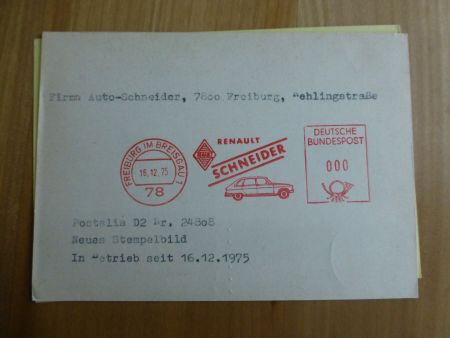 Firma Auto-Schneider, 7800 Freiburg, Rehlingstraße
FREIBURG IM BREISGAU 1
16.12.75
78
RENAULT
SCHNEIDER
DEUTSCHE
BUNDESPOST
000
Postalia D2 Nr. 24808
Neues Stempelbild
In Betrieb seit 16.12.1975